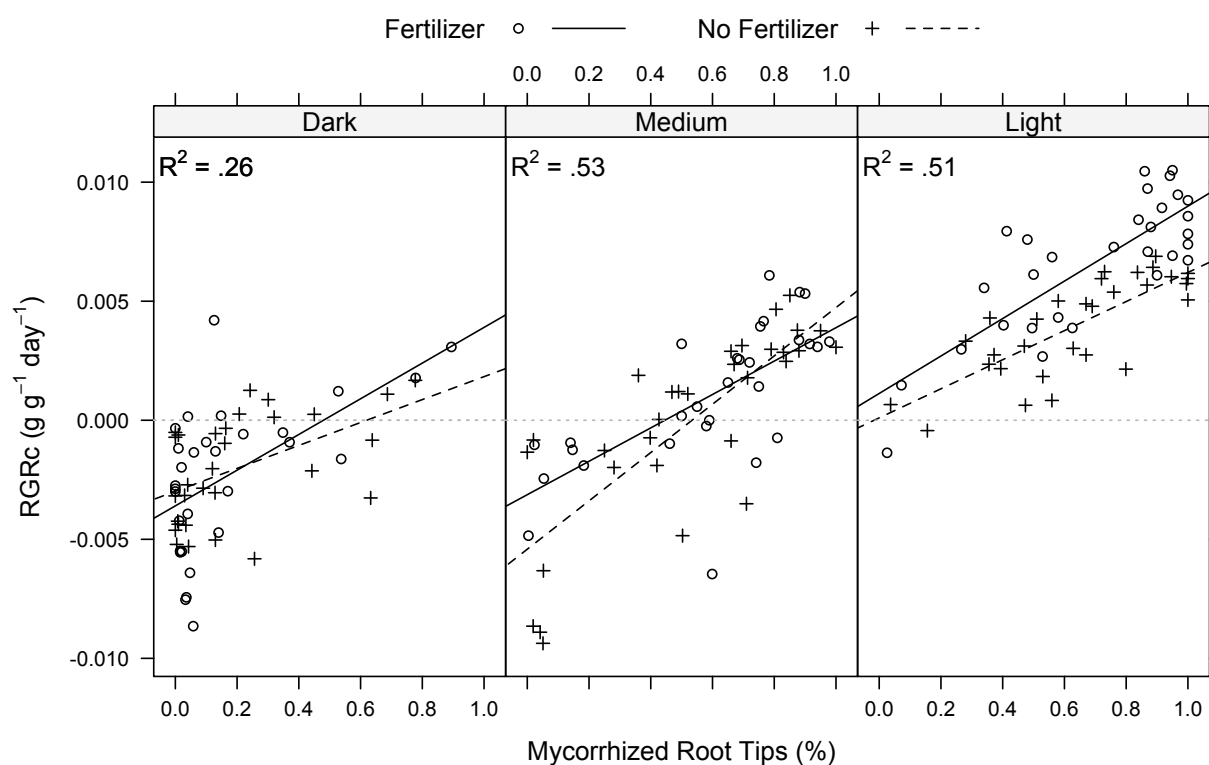 Fertilizer o No Fertilizer +
0.0 0.2 0.4 0.6 0.8 1.0
Dark Medium Light
R² = .26 R² = .53 R² = .51
0.010
0.005
0.000
-0.005
-0.010
RGRc (g g⁻¹ day⁻¹)
0.0 0.2 0.4 0.6 0.8 1.0 0.0 0.2 0.4 0.6 0.8 1.0
Mycorrhized Root Tips (%)